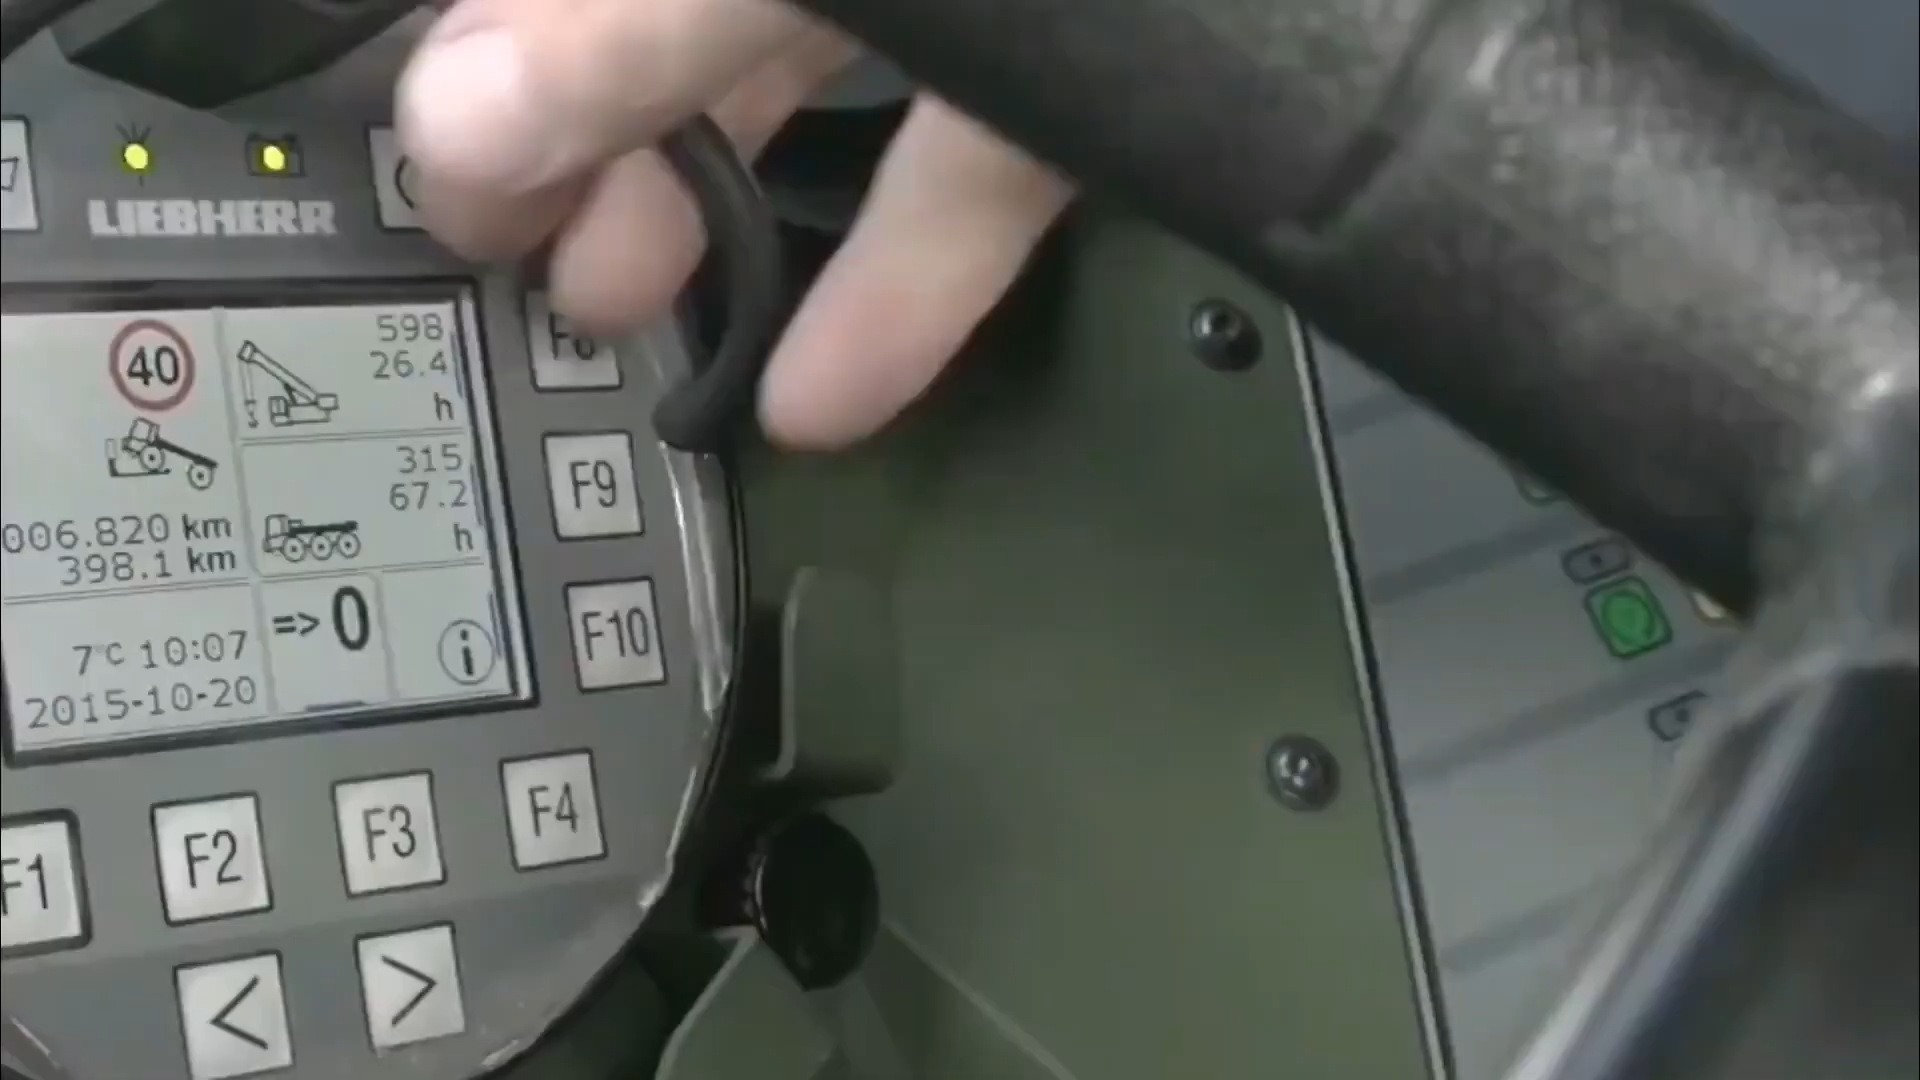 LIEBHERR
40
598
26.4
h
315
67.2
h
006.820 km
398.1 km
7°C 10:07
2015-10-20
=> 0
i
F9
F10
F1
F2
F3
F4
<
>